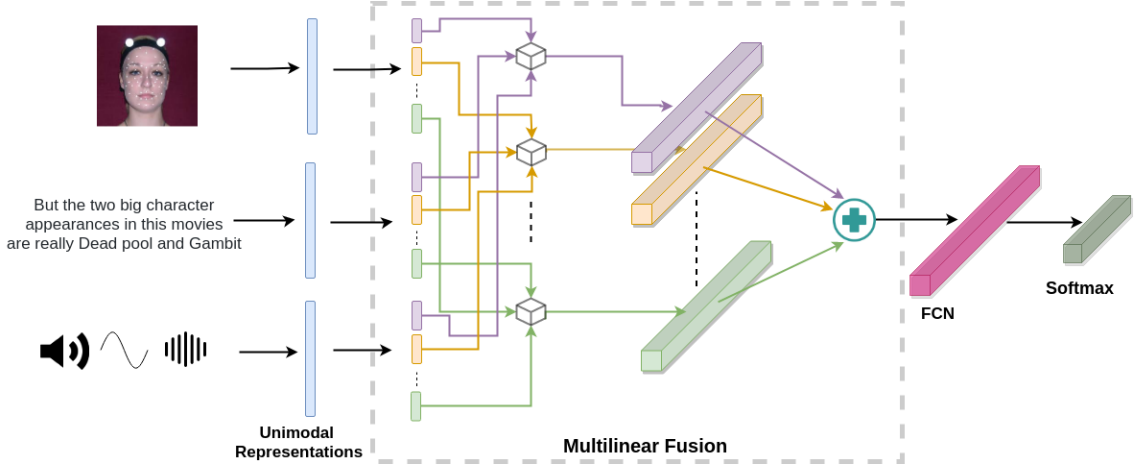 But the two big character
appearances in this movies
are really Dead pool and Gambit
Unimodal
Representations
Multilinear Fusion
FCN
Softmax